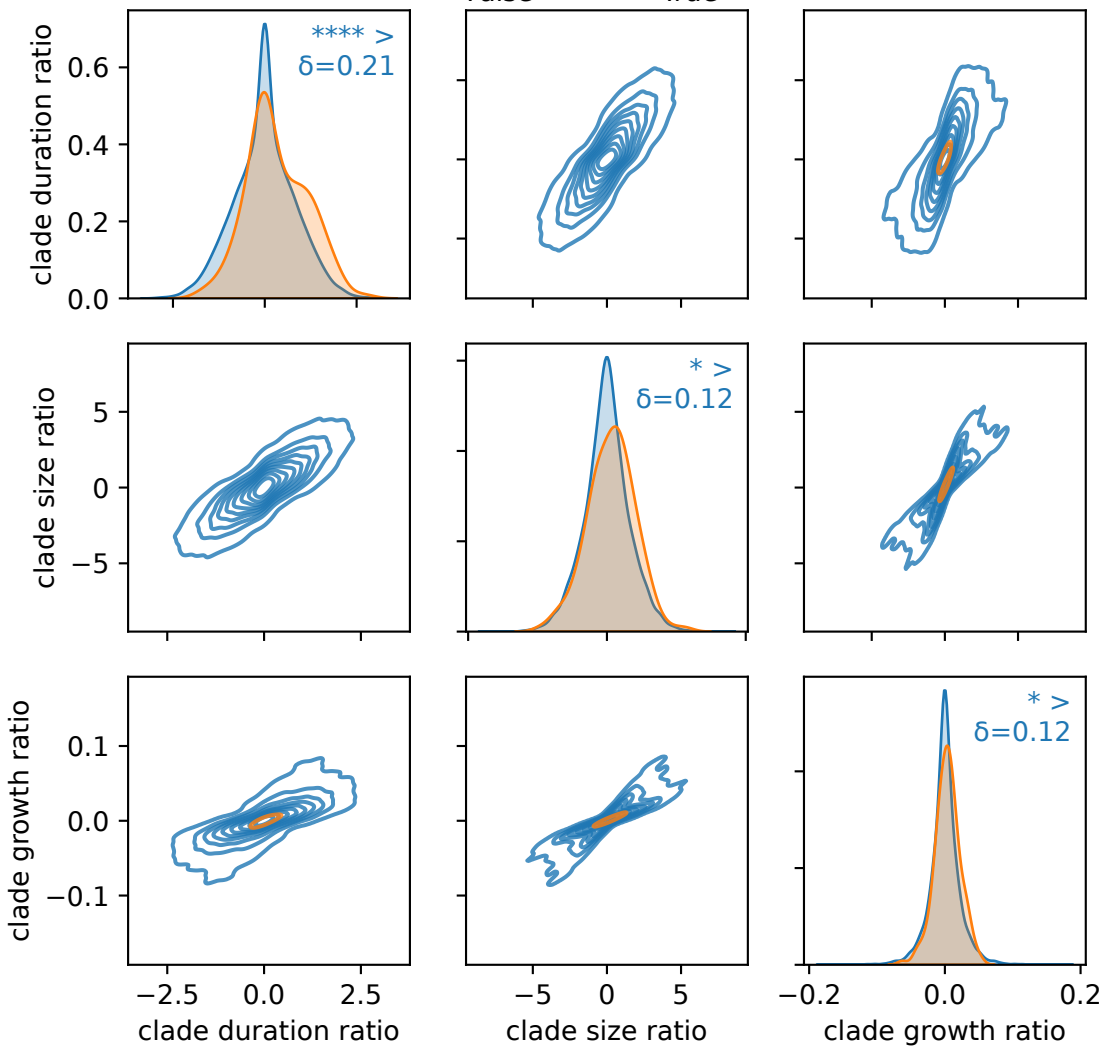 **** >
δ=0.21
clade duration ratio
0.6
0.4
0.2
0.0
* >
δ=0.12
clade size ratio
5
0
−5
* >
δ=0.12
clade growth ratio
0.1
0.0
−0.1
−2.5 0.0 2.5
−5 0 5
−0.2 0.0 0.2
clade duration ratio
clade size ratio
clade growth ratio